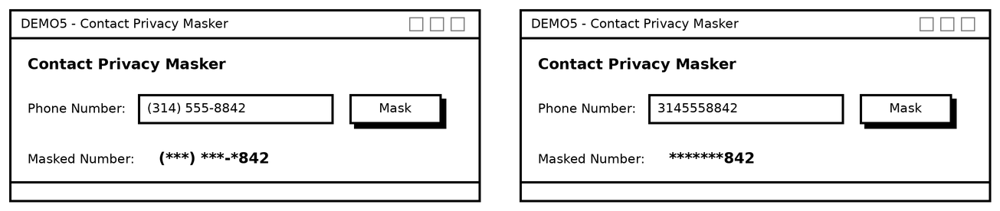 DEMO5 - Contact Privacy Masker
Contact Privacy Masker
Phone Number: (314) 555-8842 Mask
Masked Number: (***) ***-*842
DEMO5 - Contact Privacy Masker
Contact Privacy Masker
Phone Number: 3145558842 Mask
Masked Number: *******842